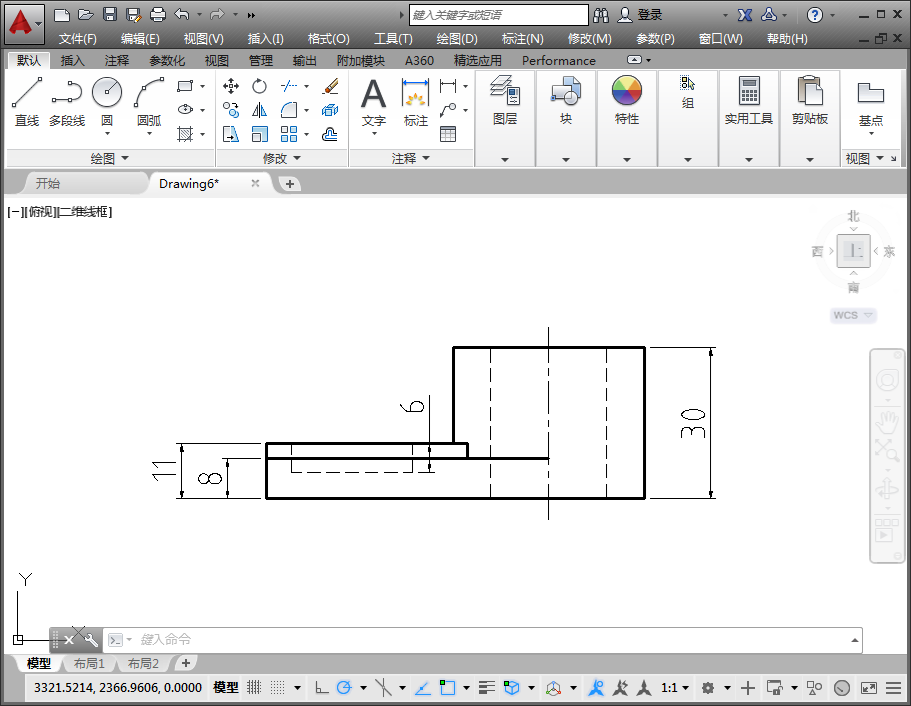 键入关键字或短语
登录
文件(F) 编辑(E) 视图(V) 插入(I) 格式(O) 工具(T) 绘图(D) 标注(N) 修改(M) 参数(P) 窗口(W) 帮助(H)
默认 插入 注释 参数化 视图 管理 输出 附加模块 A360 精选应用 Performance
直线 多段线 圆 圆弧 文字 标注 图层 块 特性 组 实用工具 剪贴板 基点
绘图 修改 注释 视图
开始 Drawing6*
[−][俯视][二维线框]
北
西 上 东
南
WCS
6
30
11
8
Y
键入命令
模型 布局1 布局2
3321.5214, 2366.9606, 0.0000 模型 1:1